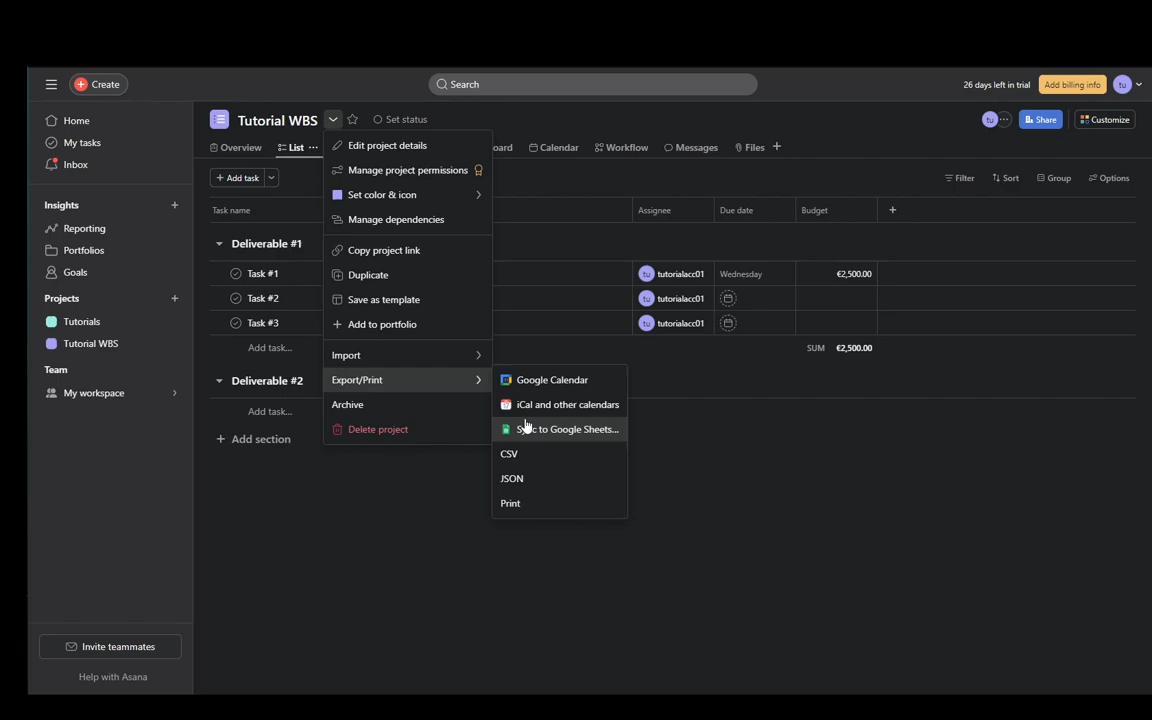 Create
Search
26 days left in trial
Add billing info
tu
Home
My tasks
Inbox
Insights
Reporting
Portfolios
Goals
Projects
Tutorials
Tutorial WBS
Team
My workspace
Invite teammates
Help with Asana
Tutorial WBS
Set status
tu
Share
Customize
Overview
List
oard
Calendar
Workflow
Messages
Files
Add task
Filter
Sort
Group
Options
Task name
Assignee
Due date
Budget
Deliverable #1
Task #1
tu tutorialacc01
Wednesday
€2,500.00
Task #2
tu tutorialacc01
Task #3
tu tutorialacc01
Add task...
SUM €2,500.00
Deliverable #2
Add task...
Add section
Edit project details
Manage project permissions
Set color & icon
Manage dependencies
Copy project link
Duplicate
Save as template
Add to portfolio
Import
Export/Print
Archive
Delete project
Google Calendar
iCal and other calendars
to Google Sheets...
CSV
JSON
Print